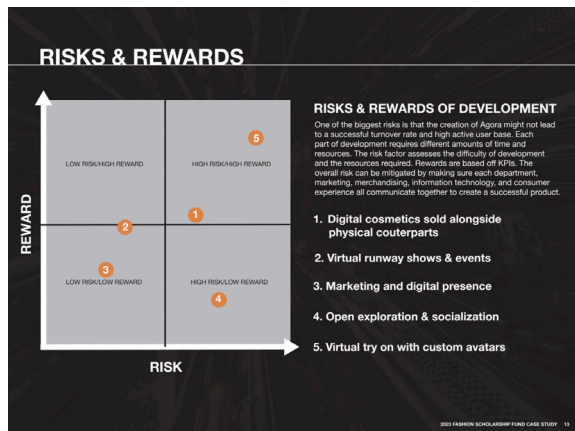 RISKS & REWARDS
REWARD
LOW RISK/HIGH REWARD
HIGH RISK/HIGH REWARD
5
1
2
3
LOW RISK/LOW REWARD
HIGH RISK/LOW REWARD
4
RISK
RISKS & REWARDS OF DEVELOPMENT
One of the biggest risks is that the creation of Agora might not lead
to a successful turnover rate and high active user base. Each
part of development requires different amounts of time and
resources. The risk factor assesses the difficulty of development
and the resources required. Rewards are based off KPIs. The
overall risk can be mitigated by making sure each department,
marketing, merchandising, information technology, and consumer
experience all communicate together to create a successful product.
1. Digital cosmetics sold alongside
physical couterparts
2. Virtual runway shows & events
3. Marketing and digital presence
4. Open exploration & socialization
5. Virtual try on with custom avatars
2023 FASHION SCHOLARSHIP FUND CASE STUDY 13